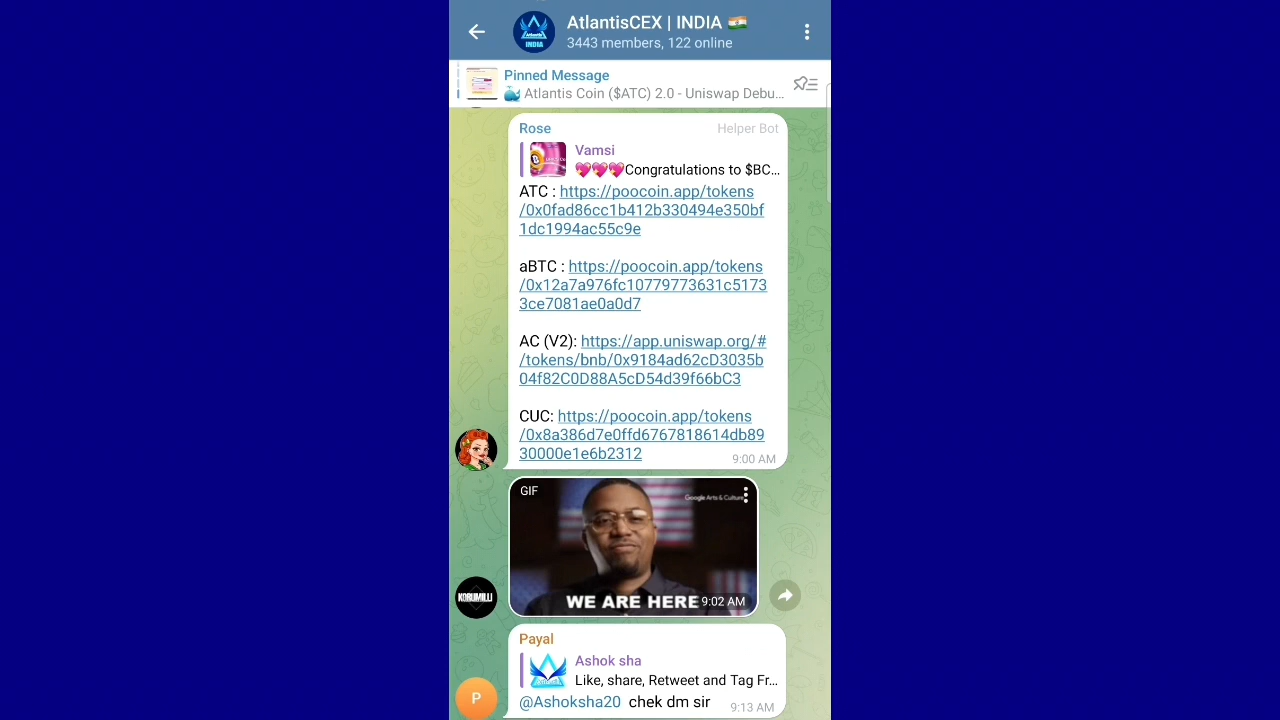 AtlantisCEX | INDIA 🇮🇳
3443 members, 122 online
INDIA
Pinned Message
🐳 Atlantis Coin ($ATC) 2.0 - Uniswap Debu...
Rose Helper Bot
Vamsi
💖💖💖Congratulations to $BC...
ATC : https://poocoin.app/tokens
/0x0fad86cc1b412b330494e350bf
1dc1994ac55c9e
aBTC : https://poocoin.app/tokens
/0x12a7a976fc10779773631c5173
3ce7081ae0a0d7
AC (V2): https://app.uniswap.org/#
/tokens/bnb/0x9184ad62cD3035b
04f82C0D88A5cD54d39f66bC3
CUC: https://poocoin.app/tokens
/0x8a386d7e0ffd6767818614db89
30000e1e6b2312
9:00 AM
GIF
Google Arts & Culture
WE ARE HERE 9:02 AM
KORUMILLI
Payal
Ashok sha
Like, share, Retweet and Tag Fr...
@Ashoksha20 chek dm sir 9:13 AM
P